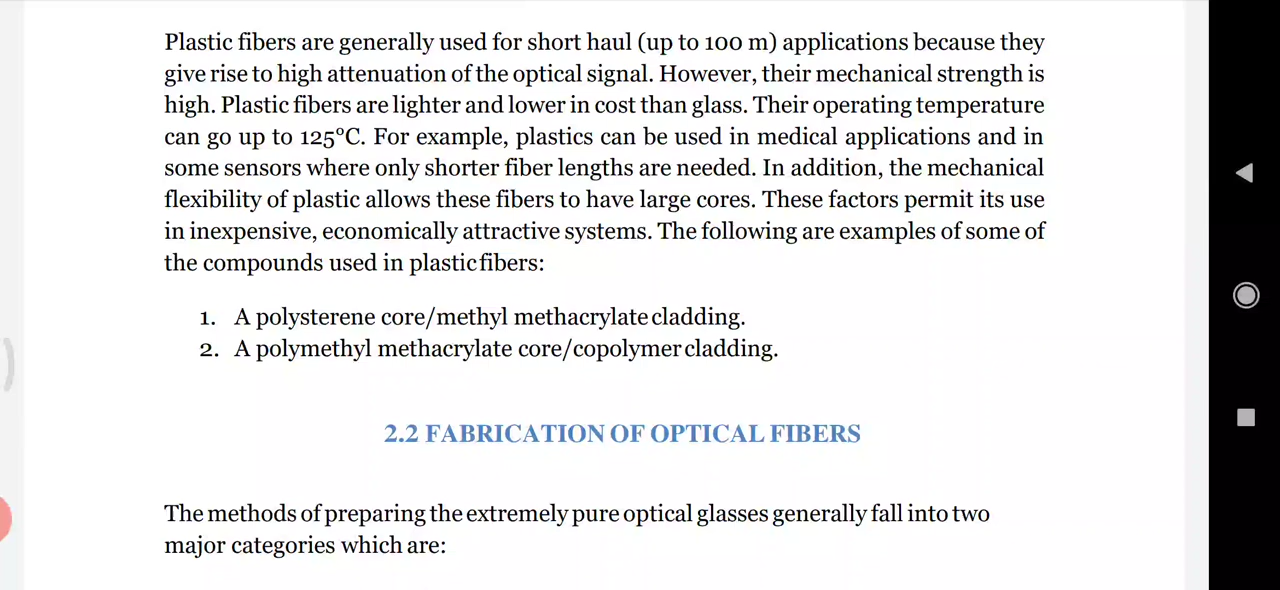 Plastic fibers are generally used for short haul (up to 100 m) applications because they
give rise to high attenuation of the optical signal. However, their mechanical strength is
high. Plastic fibers are lighter and lower in cost than glass. Their operating temperature
can go up to 125°C. For example, plastics can be used in medical applications and in
some sensors where only shorter fiber lengths are needed. In addition, the mechanical
flexibility of plastic allows these fibers to have large cores. These factors permit its use
in inexpensive, economically attractive systems. The following are examples of some of
the compounds used in plastic fibers:
1. A polysterene core/methyl methacrylate cladding.
2. A polymethyl methacrylate core/copolymer cladding.
2.2 FABRICATION OF OPTICAL FIBERS
The methods of preparing the extremely pure optical glasses generally fall into two
major categories which are: